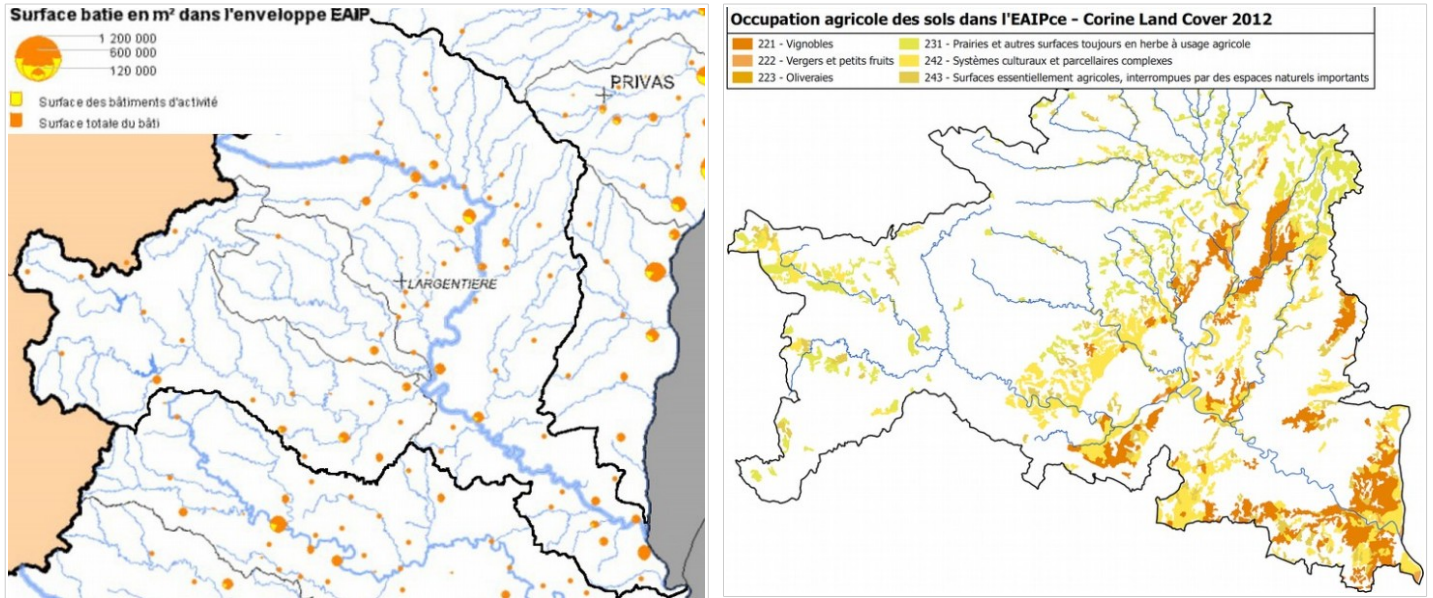 Surface batie en m² dans l'enveloppe EAIP
1 200 000
600 000
120 000
Surface des bâtiments d'activité
Surface totale du bâti
PRIVAS
LARGENTIERE
Occupation agricole des sols dans l'EAIPce - Corine Land Cover 2012
221 - Vignobles
222 - Vergers et petits fruits
223 - Oliveraies
231 - Prairies et autres surfaces toujours en herbe à usage agricole
242 - Systèmes culturaux et parcellaires complexes
243 - Surfaces essentiellement agricoles, interrompues par des espaces naturels importants